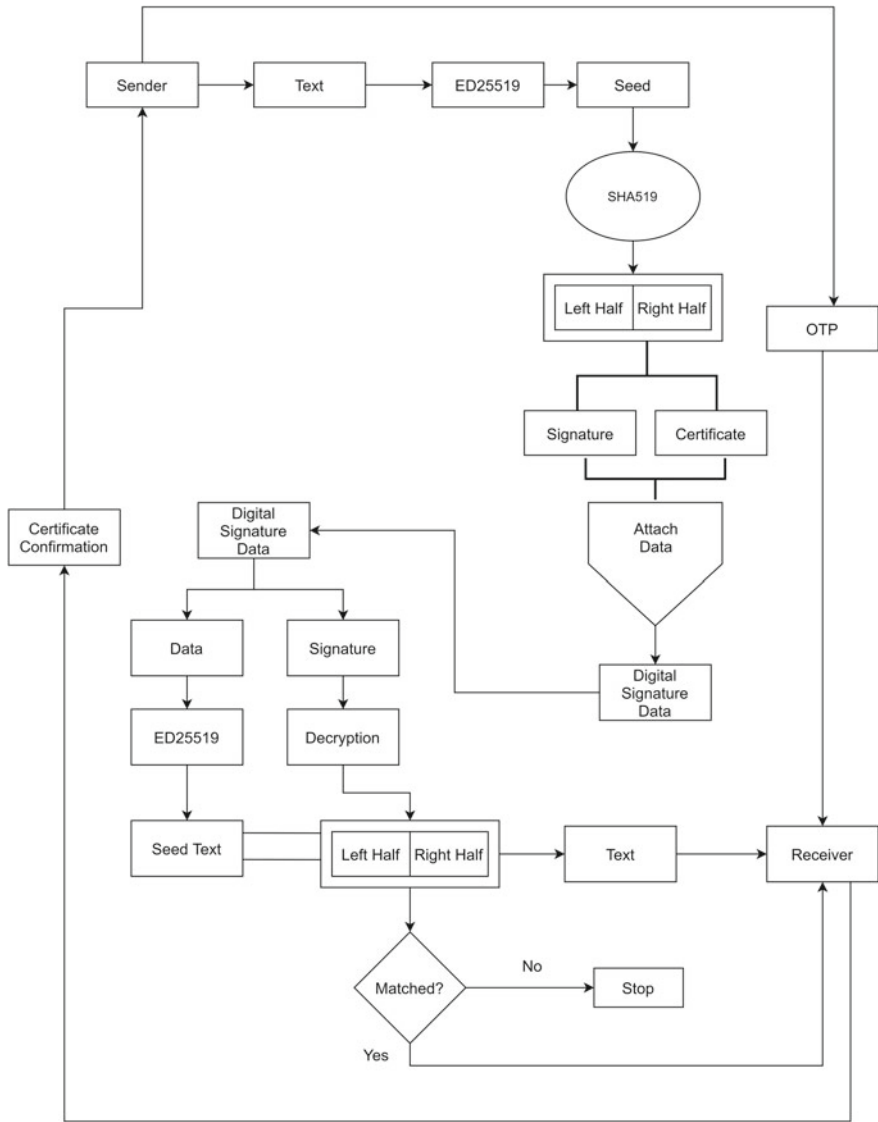 Sender
Text
ED25519
Seed
SHA519
Left Half
Right Half
OTP
Signature
Certificate
Certificate
Confirmation
Digital
Signature
Data
Attach
Data
Data
Signature
Digital
Signature
Data
ED25519
Decryption
Seed Text
Left Half
Right Half
Text
Receiver
Matched?
No
Stop
Yes